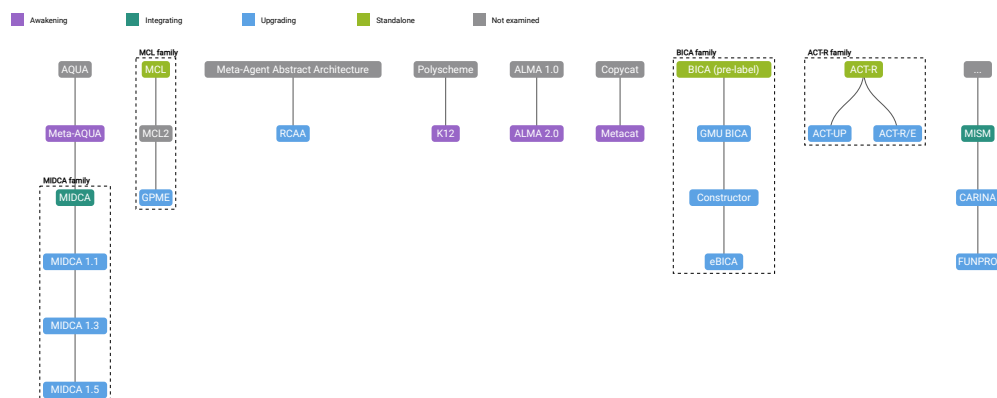 Awakening
Integrating
Upgrading
Standalone
Not examined
MCL family
BICA family
ACT-R family
AQUA
MCL
Meta-Agent Abstract Architecture
Polyscheme
ALMA 1.0
Copycat
BICA (pre-label)
ACT-R
...
Meta-AQUA
MCL2
RCAA
K12
ALMA 2.0
Metacat
GMU BICA
ACT-UP
ACT-R/E
MISM
MIDCA family
MIDCA
GPME
Constructor
CARINA
MIDCA 1.1
eBICA
FUNPRO
MIDCA 1.3
MIDCA 1.5